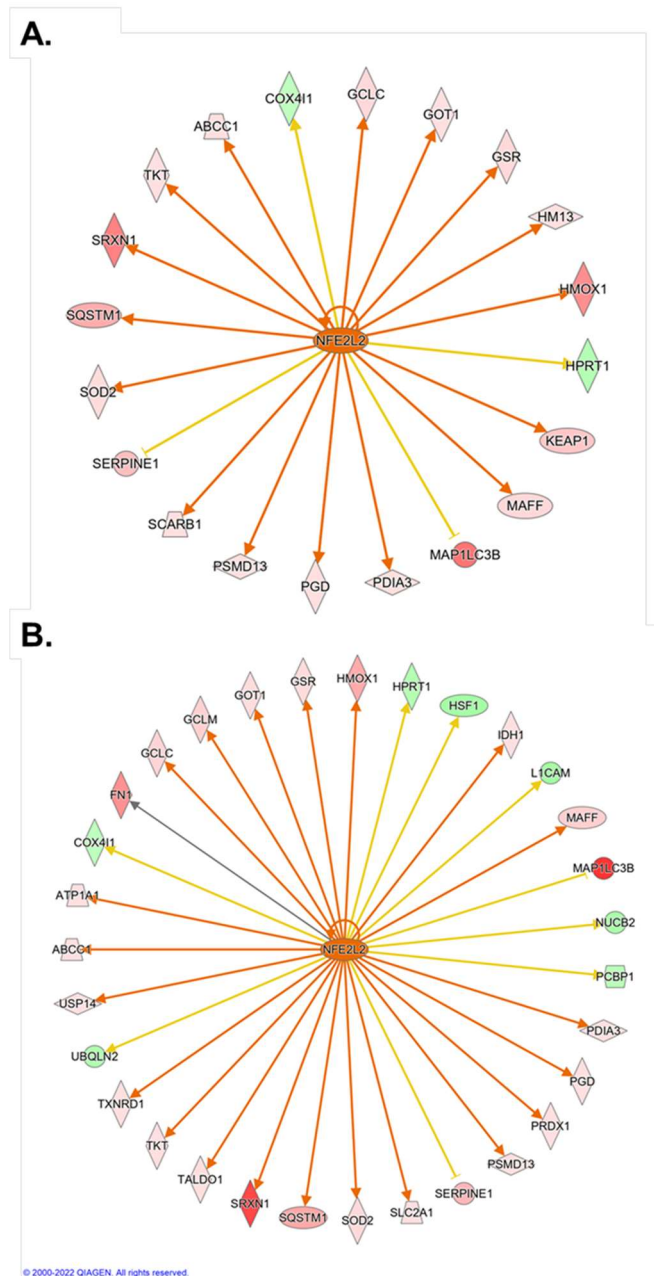 A.
COX4I1
GCLC
GOT1
ABCC1
GSR
TKT
HM13
SRXN1
HMOX1
SQSTM1
NFE2L2
HPRT1
SOD2
KEAP1
SERPINE1
MAFF
SCARB1
MAP1LC3B
PSMD13
PDIA3
PGD
B.
HMOX1
GSR
HPRT1
GOT1
HSF1
GCLM
IDH1
GCLC
L1CAM
FN1
MAFF
COX4I1
MAP1LC3B
ATP1A1
NUCB2
ABCC1
NFE2L2
PCBP1
USP14
PDIA3
UBQLN2
PGD
TXNRD1
PRDX1
TKT
PSMD13
TALDO1
SERPINE1
SRXN1
SLC2A1
SQSTM1
SOD2
© 2000-2022 QIAGEN. All rights reserved.